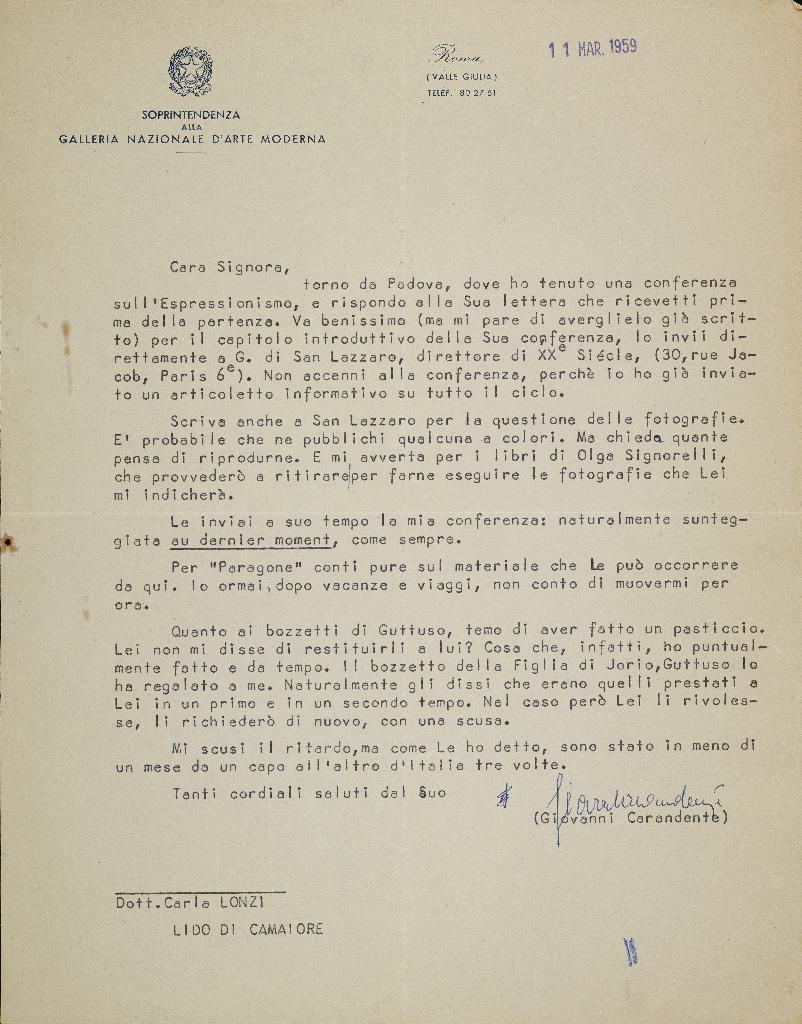 11 MAR. 1959
Roma,
(VALLE GIULIA)
TELEF. 80 27 51
SOPRINTENDENZA
ALLA
GALLERIA NAZIONALE D'ARTE MODERNA
Cara Signora,
torno da Padova, dove ho tenuto una conferenza
sull'Espressionismo, e rispondo alla Sua lettera che ricevetti pri-
ma della partenza. Va benissimo (ma mi pare di averglielo già scrit-
to) per il capitolo introduttivo della Sua conferenza, lo invii di-
rettamente a G. di San Lazzaro, direttore di XXe Siécle, (30,rue Ja-
cob, Paris 6e). Non accenni alla conferenza, perchè io ho già invia-
to un articoletto informativo su tutto il ciclo.
Scriva anche a San Lazzaro per la questione delle fotografie.
E' probabile che ne pubblichi qualcuna a colori. Ma chieda quante
pensa di riprodurne. E mi avverta per i libri di Olga Signorelli,
che provvederò a ritirare per farne eseguire le fotografie che Lei
mi indicherà.
Le inviai a suo tempo la mia conferenza: naturalmente sunteg-
giata au dernier moment, come sempre.
Per "Paragone" conti pure sul materiale che Le può occorrere
da qui. Io ormai,dopo vacanze e viaggi, non conto di muovermi per
ora.
Quanto ai bozzetti di Guttuso, temo di aver fatto un pasticcio.
Lei non mi disse di restituirli a lui? Cosa che, infatti, ho puntual-
mente fatto e da tempo. Il bozzetto della Figlia di Jorio,Guttuso lo
ha regalato a me. Naturalmente gli dissi che erano quelli prestati a
Lei in un primo e in un secondo tempo. Nel caso però Lei li rivoles-
se, li richiederò di nuovo, con una scusa.
Mi scusi il ritardo,ma come Le ho detto, sono stato in meno di
un mese da un capo all'altro d'Italia tre volte.
Tanti cordiali saluti dal Suo
(Giovanni Carandente)
Dott.Carla LONZI
LIDO DI CAMAIORE